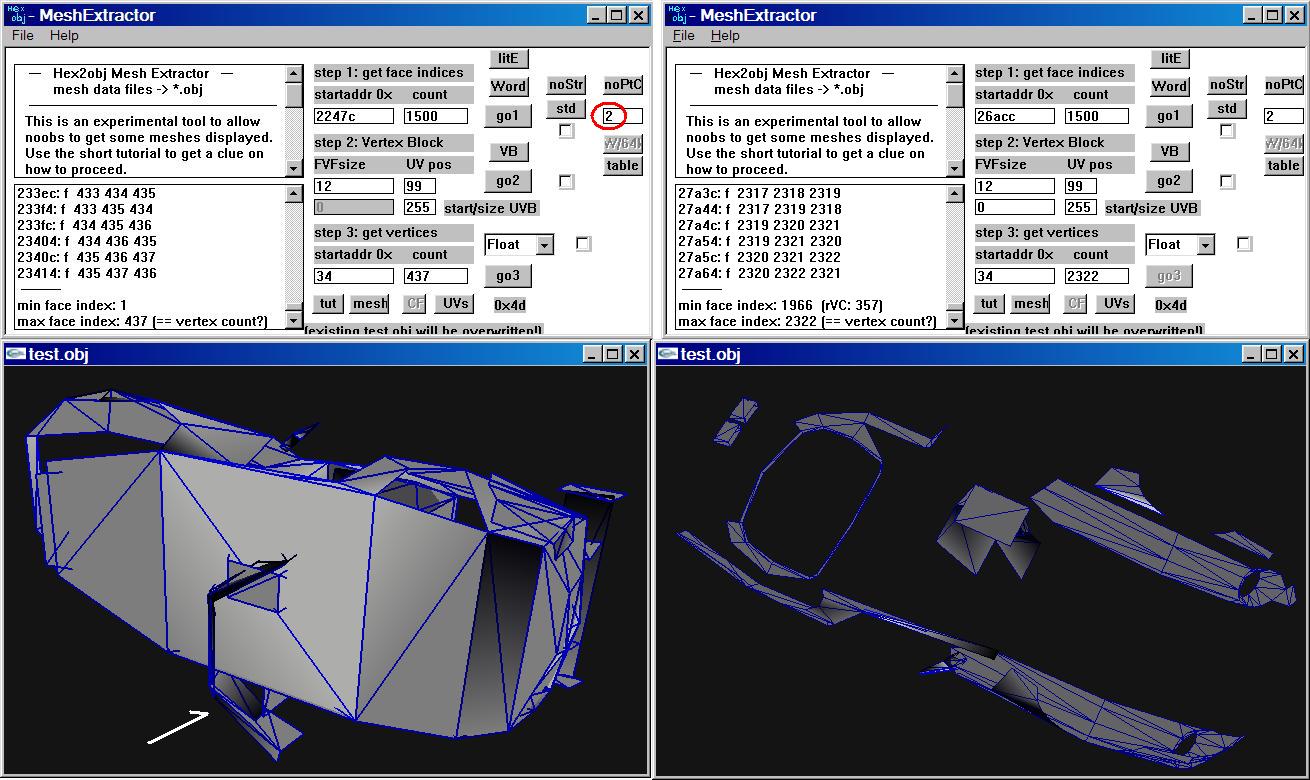 Hex obj - MeshExtractor
File Help
— Hex2obj Mesh Extractor —
mesh data files -> *.obj
This is an experimental tool to allow
noobs to get some meshes displayed.
Use the short tutorial to get a clue on
how to proceed.
233ec: f 433 434 435
233f4: f 433 435 434
233fc: f 434 435 436
23404: f 434 436 435
2340c: f 435 436 437
23414: f 435 437 436
min face index: 1
max face index: 437 (== vertex count?)
step 1: get face indices
startaddr 0x count
2247c 1500
step 2: Vertex Block
FVFsize UV pos
12 99
0 255 start/size UVB
step 3: get vertices
startaddr 0x count
34 437
tut mesh CF UVs
(existing test.obj will be overwritten!)
litE
Word
go1
VB
go2
Float
go3
0x4d
noStr noPtC
std
2
table
Hex obj - MeshExtractor
File Help
— Hex2obj Mesh Extractor —
mesh data files -> *.obj
This is an experimental tool to allow
noobs to get some meshes displayed.
Use the short tutorial to get a clue on
how to proceed.
27a3c: f 2317 2318 2319
27a44: f 2317 2319 2318
27a4c: f 2319 2320 2321
27a54: f 2319 2321 2320
27a5c: f 2320 2321 2322
27a64: f 2320 2322 2321
min face index: 1966 (rVC: 357)
max face index: 2322 (== vertex count?)
step 1: get face indices
startaddr 0x count
26acc 1500
step 2: Vertex Block
FVFsize UV pos
12 99
0 255 start/size UVB
step 3: get vertices
startaddr 0x count
34 2322
tut mesh CF UVs
(existing test.obj will be overwritten!)
litE
Word
go1
VB
go2
Float
go3
0x4d
noStr noPtC
std
2
table
test.obj
test.obj